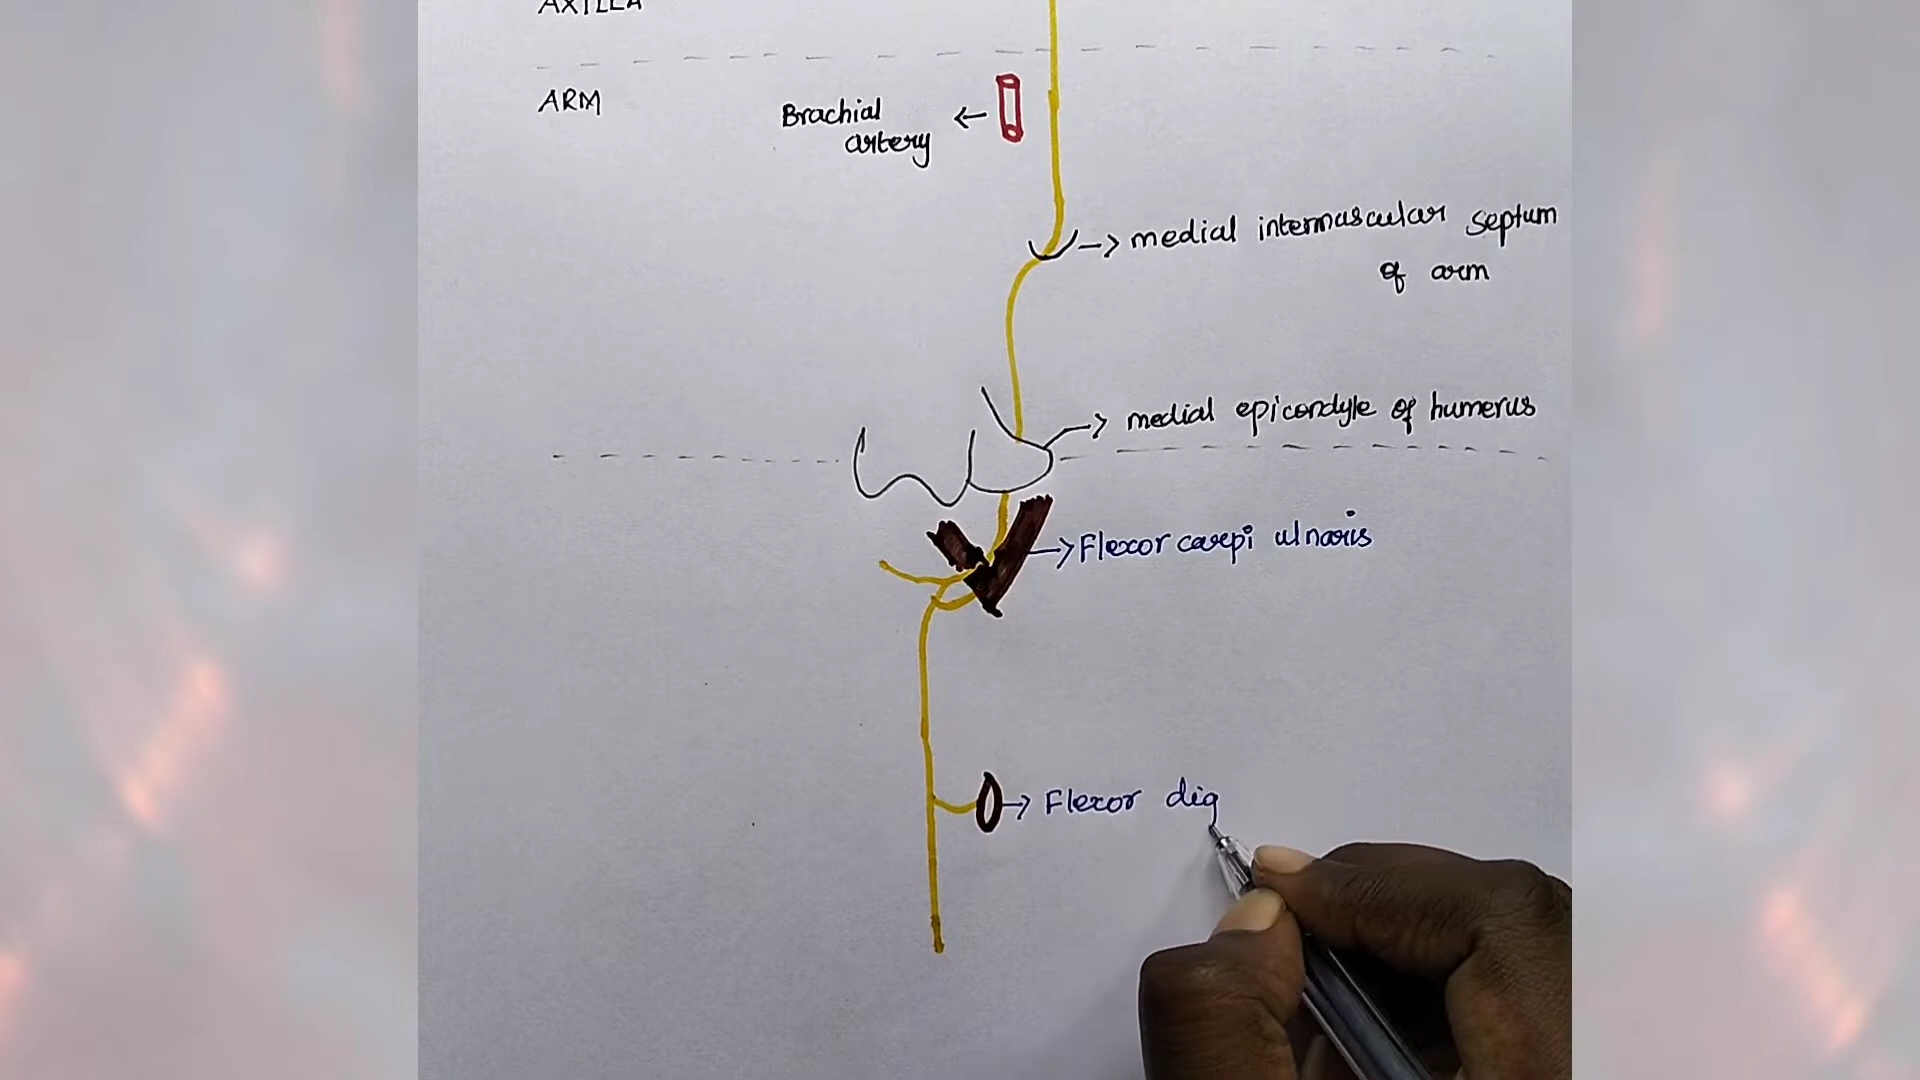 AXILLA
ARM
Brachial
artery
medial intermuscular septum
of arm
medial epicondyle of humerus
Flexor carpi ulnaris
Flexor dig